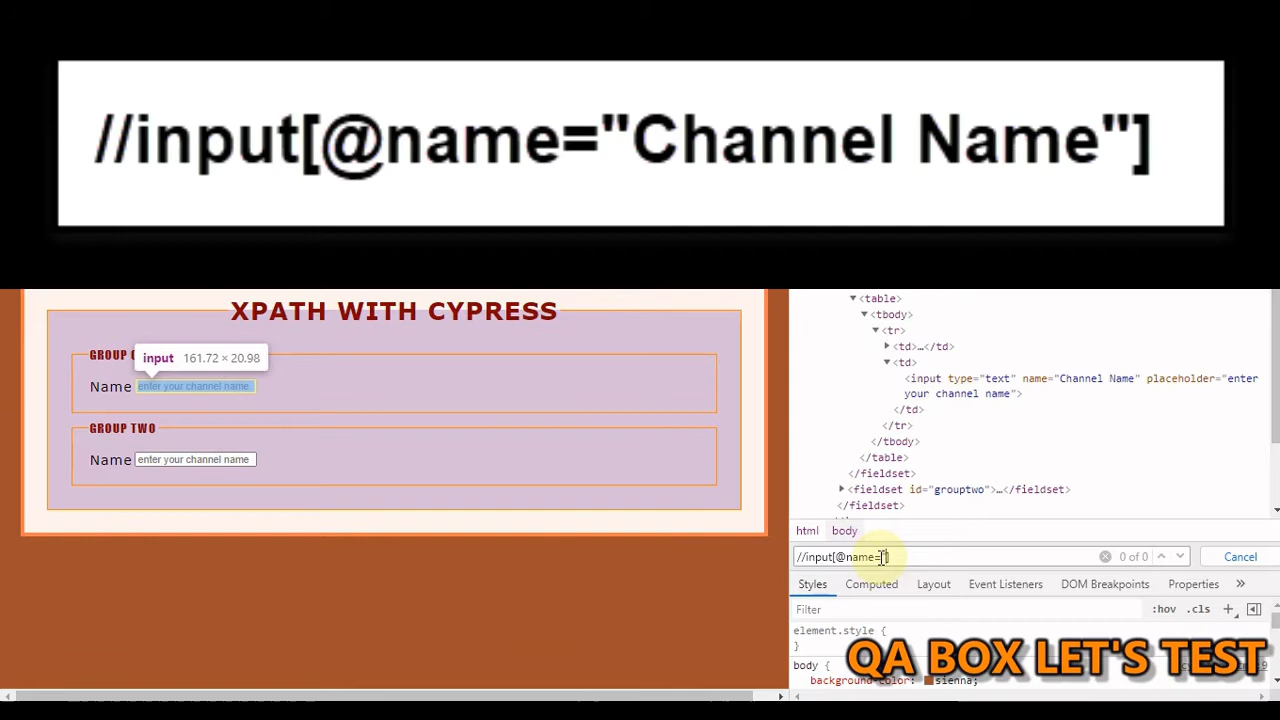 //input[@name="Channel Name"]
XPATH WITH CYPRESS
GROUP
input 161.72 × 20.98
Name enter your channel name
GROUP TWO
Name enter your channel name
<table>
<tbody>
<tr>
<td>…</td>
<td>
<input type="text" name="Channel Name" placeholder="enter
your channel name">
</td>
</tr>
</tbody>
</table>
</fieldset>
<fieldset id="grouptwo">…</fieldset>
</fieldset>
html body
//input[@name=""] 0 of 0 Cancel
Styles Computed Layout Event Listeners DOM Breakpoints Properties »
Filter :hov .cls +
element.style {
}
body {
background-color: sienna;
QA BOX LET'S TEST